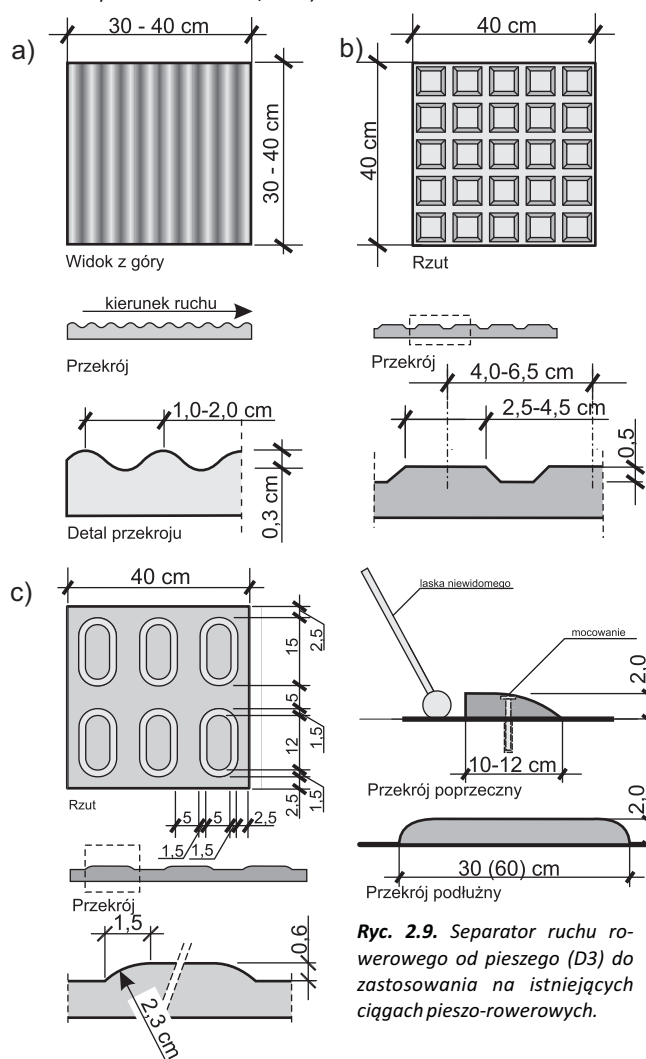 30 - 40 cm
a)
30 - 40 cm
Widok z góry
kierunek ruchu
Przekrój
1,0-2,0 cm
0,3 cm
Detal przekroju
40 cm
b)
40 cm
Rzut
Przekrój
4,0-6,5 cm
2,5-4,5 cm
0,5
40 cm
c)
2,5
15
5
1,5
12
1,5
2,5
Rzut
5
5
2,5
1,5
1,5
Przekrój
1,5
0,6
2,3 cm
laska niewidomego
mocowanie
2,0
10-12 cm
Przekrój poprzeczny
2,0
30 (60) cm
Przekrój podłużny
Ryc. 2.9. Separator ruchu ro-
werowego od pieszego (D3) do
zastosowania na istniejących
ciągach pieszo-rowerowych.